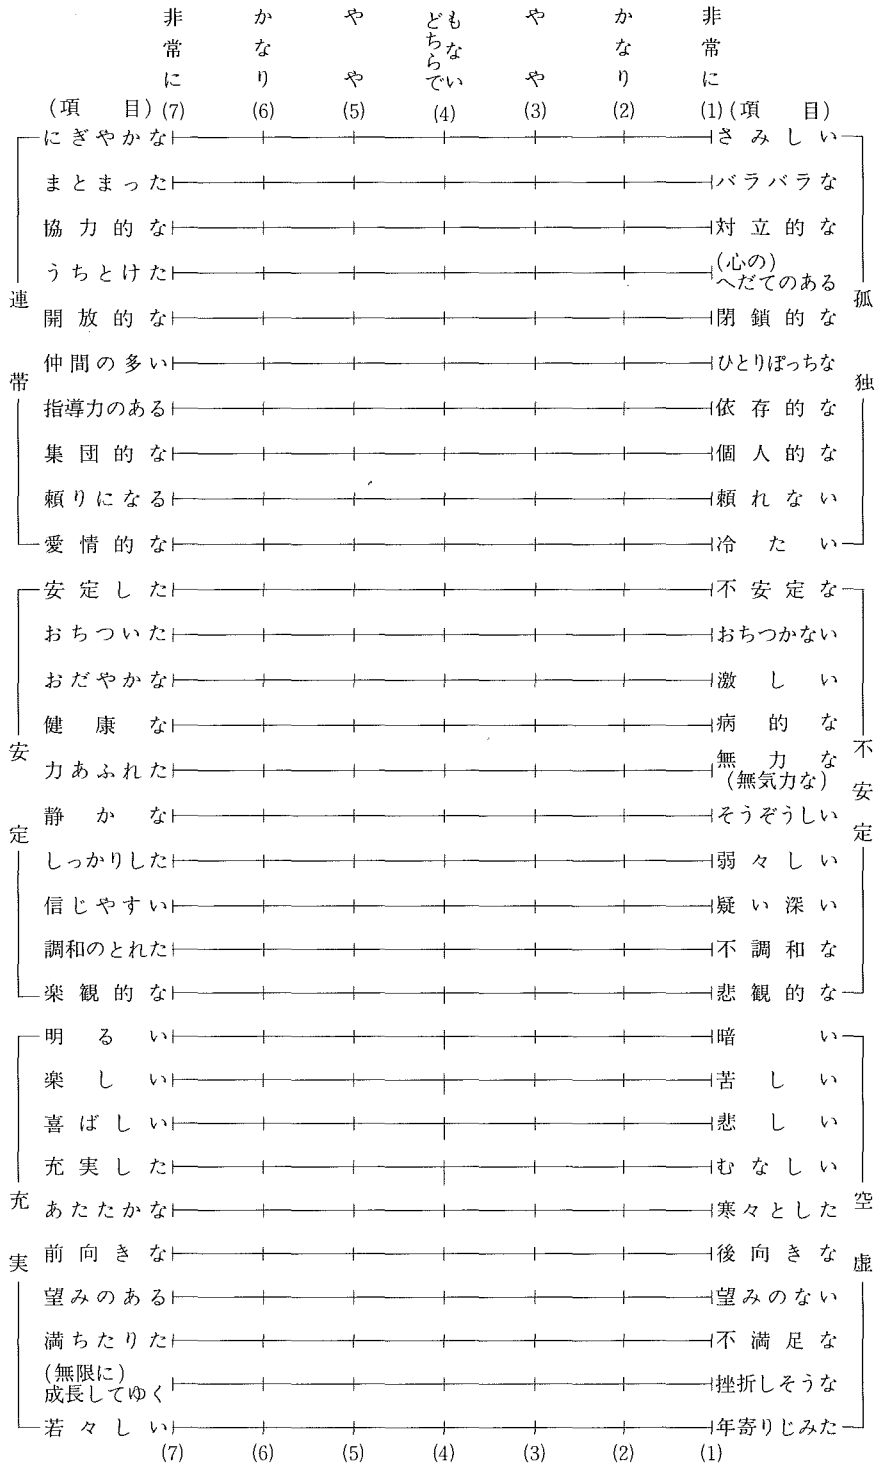 非常に かなり やや どちらでもない やや かなり 非常に
(項目) (7) (6) (5) (4) (3) (2) (1) (項目)
にぎやかな さみしい
まとまった バラバラな
協力的な 対立的な
うちとけた (心の)へだてのある
連帯 孤独
開放的な 閉鎖的な
仲間の多い ひとりぽっちな
指導力のある 依存的な
集団的な 個人的な
頼りになる 頼れない
愛情的な 冷たい
安定した 不安定な
おちついた おちつかない
おだやかな 激しい
健康な 病的な
安定 不安定
力あふれた 無力な(無気力な)
静かな そうぞうしい
しっかりした 弱々しい
信じやすい 疑い深い
調和のとれた 不調和な
楽観的な 悲観的な
明るい 暗い
楽しい 苦しい
喜ばしい 悲しい
充実した むなしい
充実 空虚
あたたかな 寒々とした
前向きな 後向きな
望みのある 望みのない
満ちたりた 不満足な
(無限に)成長してゆく 挫折しそうな
若々しい 年寄りじみた
(7) (6) (5) (4) (3) (2) (1)